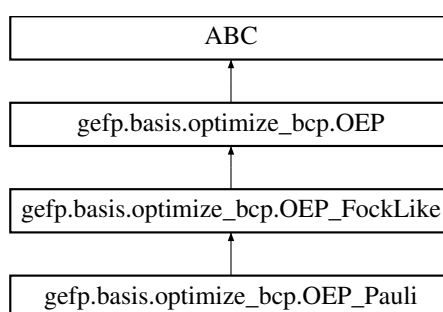 ABC
gefp.basis.optimize_bcp.OEP
gefp.basis.optimize_bcp.OEP_FockLike
gefp.basis.optimize_bcp.OEP_Pauli